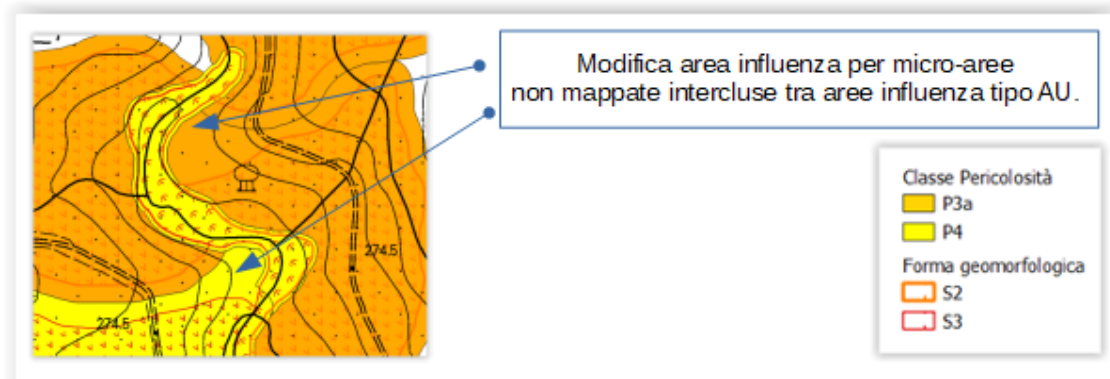 Modifica area influenza per micro-aree
non mappate intercluse tra aree influenza tipo AU.
Classe Pericolosità
P3a
P4
Forma geomorfologica
S2
S3
274.5
274.5